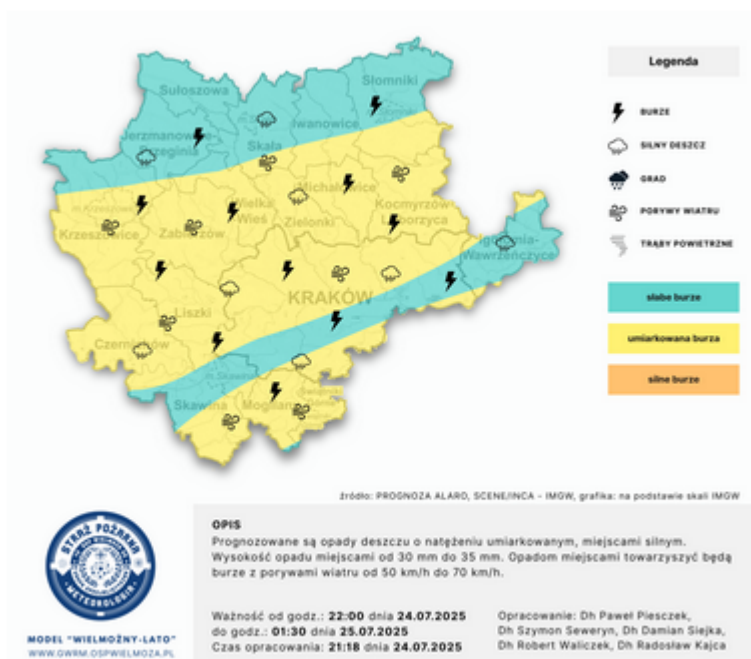 Legenda
BURZE
SILNY DESZCZ
GRAD
PORYWY WIATRU
TRĄBY POWIETRZNE
słabe burze
umiarkowana burza
silne burze
Sułoszowa
Słomniki
Iwanowice
Skała
Michałowice
Wielka
Wieś
Zielonki
Kocmyrzów-
Luborzyca
Krzeszowice
Zabierzów
Igołomia-
Wawrzeńczyce
KRAKÓW
Liszki
Czernichów
m.Skawina
Skawina
Mogilany
źródło: PROGNOZA ALARO, SCENE/INCA - IMGW, grafika: na podstawie skali IMGW
STRAŻ POŻARNA
METEOROLOGIA
MODEL "WIELMOŻNY-LATO"
WWW.GWRM.OSPWIELMOZA.PL
OPIS
Prognozowane są opady deszczu o natężeniu umiarkowanym, miejscami silnym.
Wysokość opadu miejscami od 30 mm do 35 mm. Opadom miejscami towarzyszyć będą
burze z porywami wiatru od 50 km/h do 70 km/h.
Ważność od godz.: 22:00 dnia 24.07.2025
do godz.: 01:30 dnia 25.07.2025
Czas opracowania: 21:18 dnia 24.07.2025
Opracowanie: Dh Paweł Piesczek,
Dh Szymon Seweryn, Dh Damian Siejka,
Dh Robert Waliczek, Dh Radosław Kajca